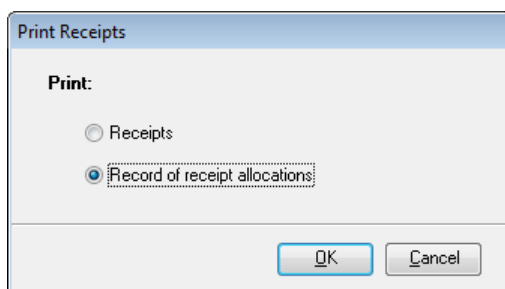 Print Receipts
Print:
Receipts
Record of receipt allocations
OK Cancel